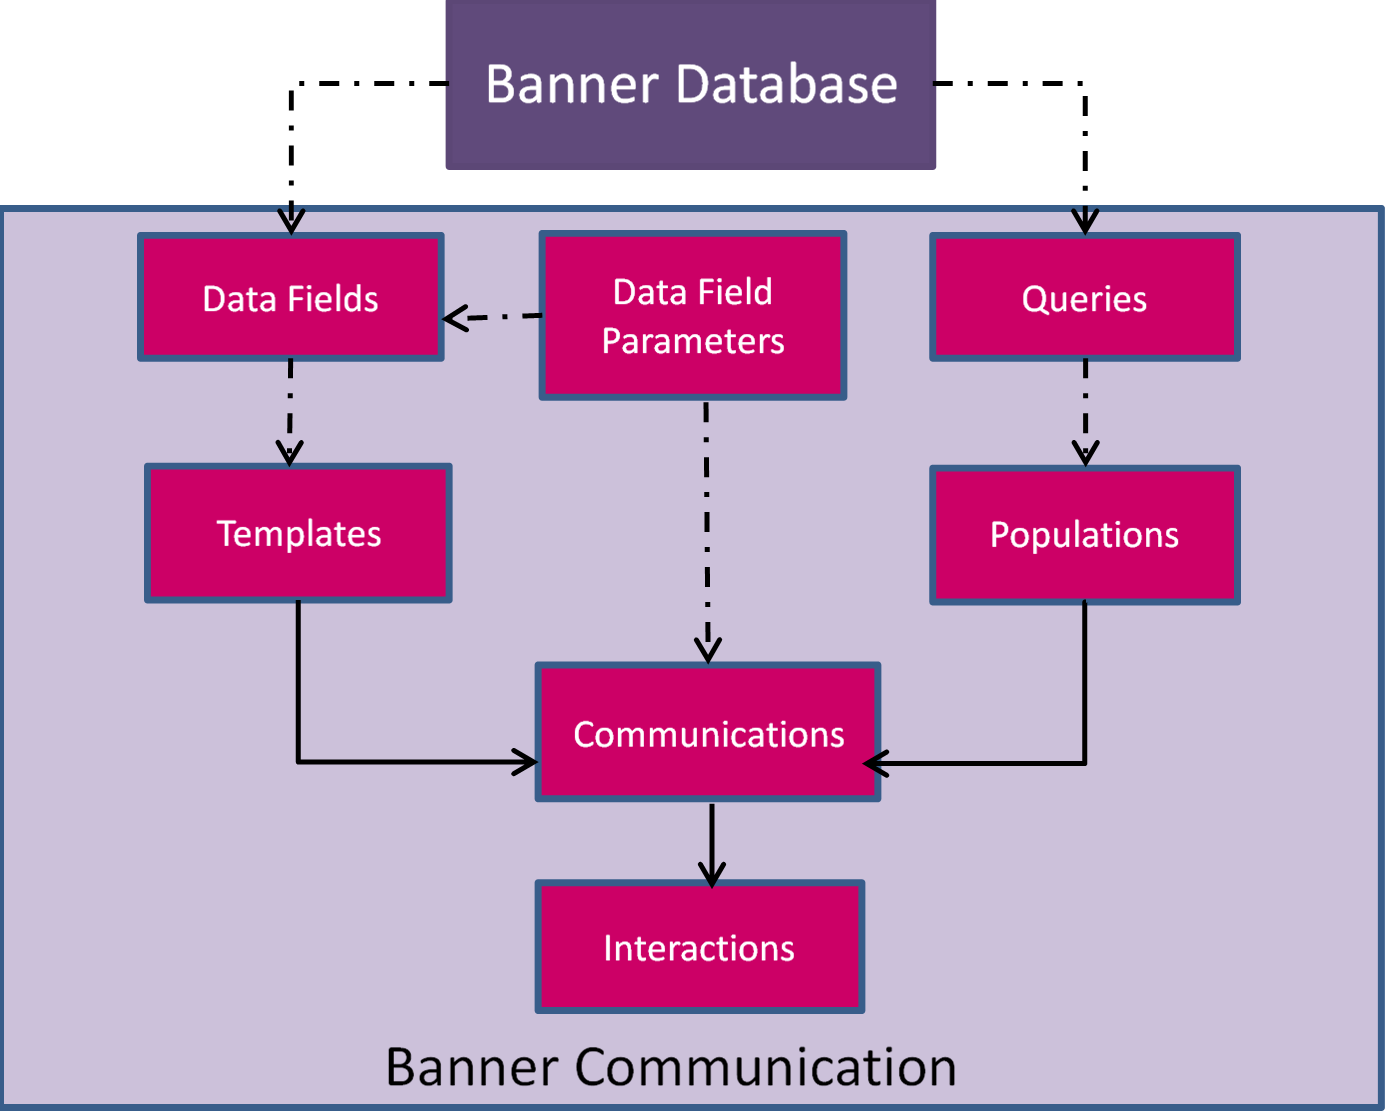 Banner Database
Data Fields
Data Field
Parameters
Queries
Templates
Populations
Communications
Interactions
Banner Communication